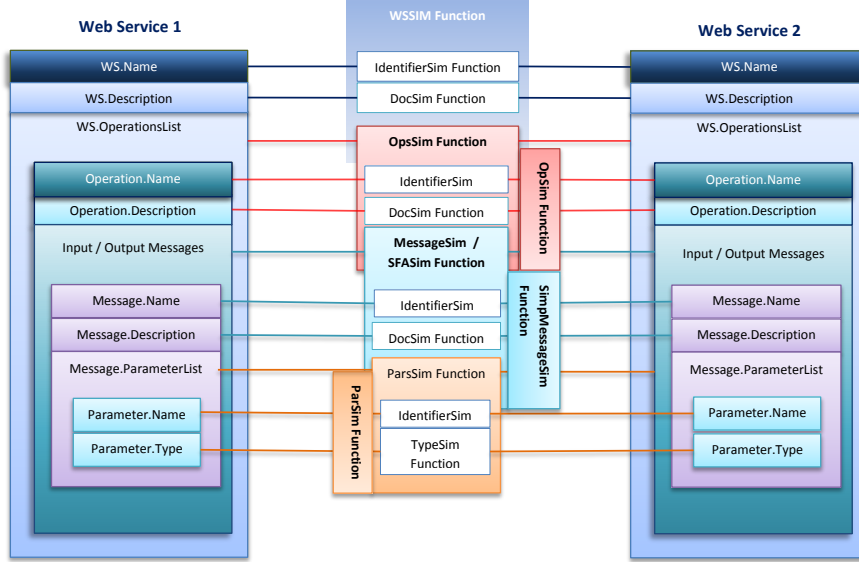 WSSIM Function
Web Service 1
Web Service 2
WS.Name
IdentifierSim Function
WS.Name
WS.Description
DocSim Function
WS.Description
WS.OperationsList
OpsSim Function
WS.OperationsList
Operation.Name
IdentifierSim
Operation.Name
Operation.Description
DocSim Function
Operation.Description
OpSim Function
Input / Output Messages
MessageSim /
SFASim Function
Input / Output Messages
Message.Name
IdentifierSim
Message.Name
SimpMessageSim
Function
Message.Description
DocSim Function
Message.Description
Message.ParameterList
ParsSim Function
Message.ParameterList
ParSim Function
Parameter.Name
IdentifierSim
Parameter.Name
Parameter.Type
TypeSim
Function
Parameter.Type